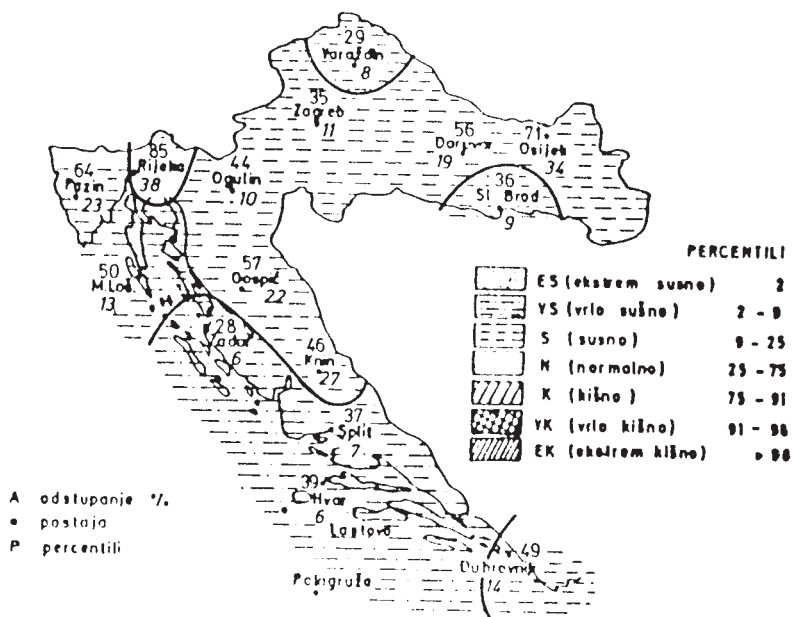 29
Varaždin
8
35
Zagreb
11
56
Daruvar
19
71
Osijek
34
36
Sl. Brod
9
85
Rijeka
38
64
Pazin
23
44
Ogulin
10
50
M. Loš.
13
57
Gospić
22
N
28
Zadar
6
46
Knin
27
37
Split
7
39
Hvar
6
Lastovo
Palagruža
49
Dubrovnik
14
PERCENTILI
ES (ekstrem sušno) 2
VS (vrlo sušno) 2 - 9
S (sušno) 9 - 25
N (normalno) 25 - 75
K (kišno) 75 - 91
VK (vrlo kišno) 91 - 98
EK (ekstrem kišno) > 98
A odstupanje %
• postaja
P percentili